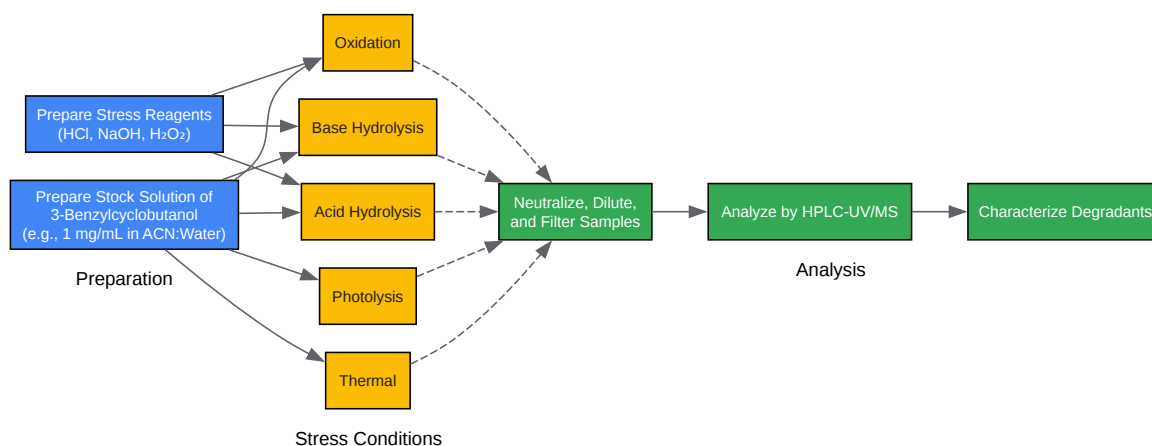 Oxidation
Prepare Stress Reagents
(HCl, NaOH, H₂O₂)
Base Hydrolysis
Prepare Stock Solution of
3-Benzylcyclobutanol
(e.g., 1 mg/mL in ACN:Water)
Acid Hydrolysis
Neutralize, Dilute,
and Filter Samples
Analyze by HPLC-UV/MS
Characterize Degradants
Preparation
Analysis
Photolysis
Thermal
Stress Conditions